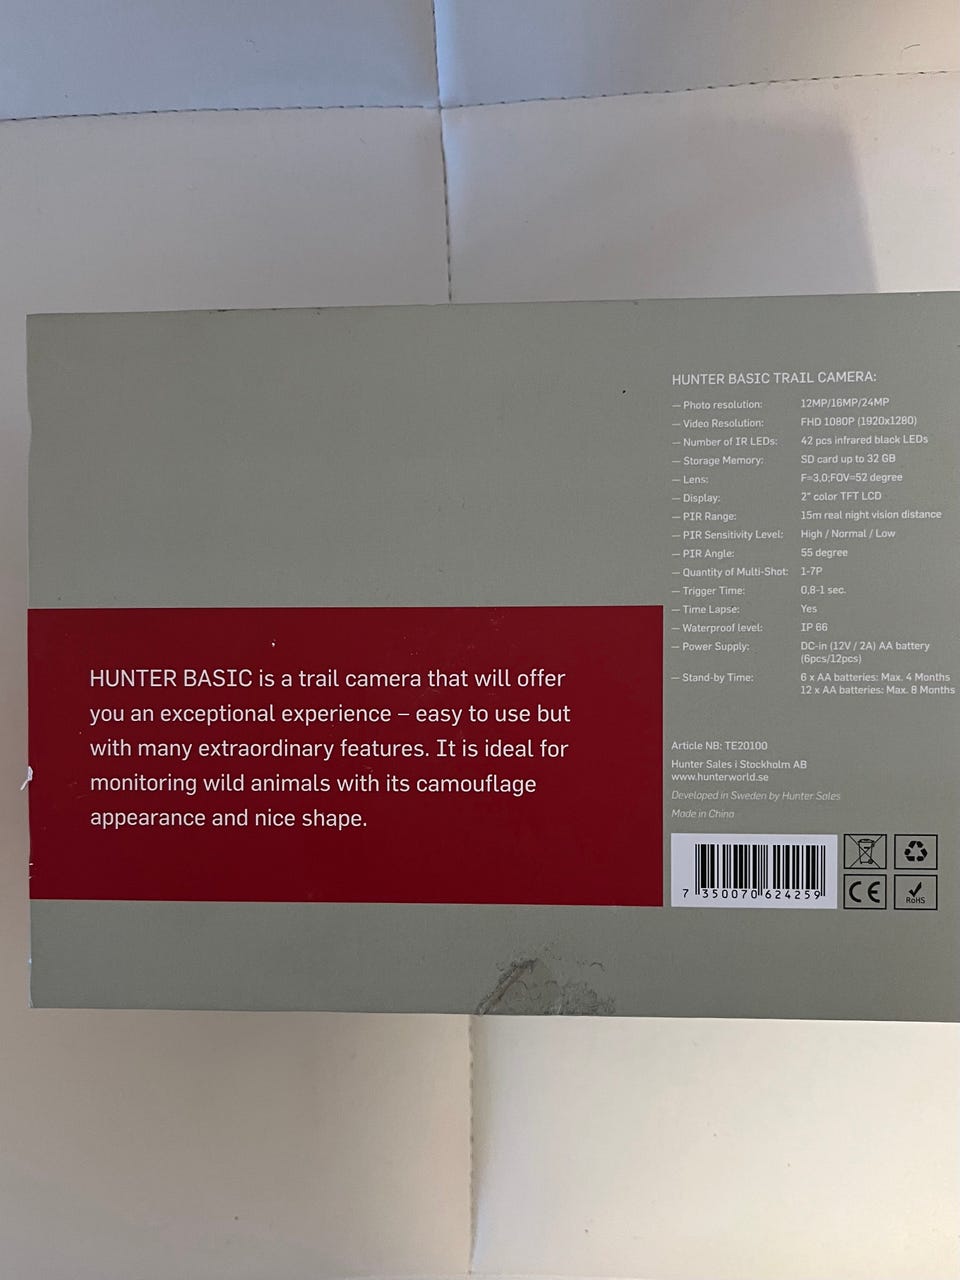 HUNTER BASIC TRAIL CAMERA:
— Photo resolution: 12MP/16MP/24MP
— Video Resolution: FHD 1080P (1920x1280)
— Number of IR LEDs: 42 pcs infrared black LEDs
— Storage Memory: SD card up to 32 GB
— Lens: F=3,0;FOV=52 degree
— Display: 2" color TFT LCD
— PIR Range: 15m real night vision distance
— PIR Sensitivity Level: High / Normal / Low
— PIR Angle: 55 degree
— Quantity of Multi-Shot: 1-7P
— Trigger Time: 0,8-1 sec.
— Time Lapse: Yes
— Waterproof level: IP 66
— Power Supply: DC-in (12V / 2A) AA battery
(6pcs/12pcs)
— Stand-by Time: 6 x AA batteries: Max. 4 Months
12 x AA batteries: Max. 8 Months
HUNTER BASIC is a trail camera that will offer
you an exceptional experience – easy to use but
with many extraordinary features. It is ideal for
monitoring wild animals with its camouflage
appearance and nice shape.
Article NB: TE20100
Hunter Sales i Stockholm AB
www.hunterworld.se
Developed in Sweden by Hunter Sales
Made in China
7 350070 624259
CE
RoHS